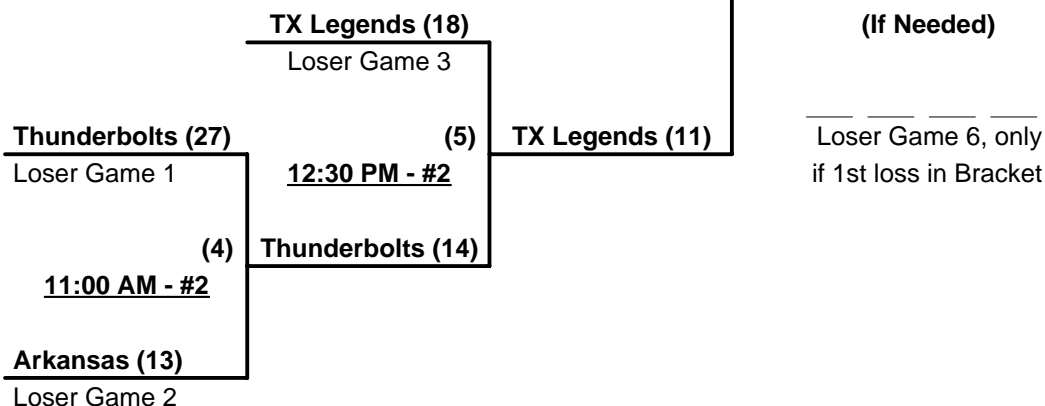 TX Legends (18)
(If Needed)
Loser Game 3
Thunderbolts (27)
(5)
TX Legends (11)
Loser Game 6, only
Loser Game 1
12:30 PM - #2
if 1st loss in Bracket
(4)
Thunderbolts (14)
11:00 AM - #2
Arkansas (13)
Loser Game 2